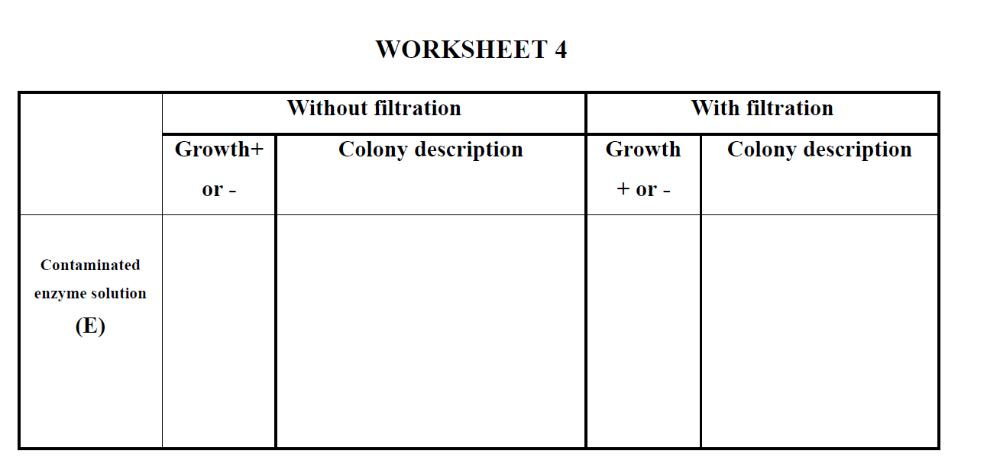 WORKSHEET 4
Without filtration
With filtration
Growth+
or -
Colony description
Growth
+ or -
Colony description
Contaminated
enzyme solution
(E)